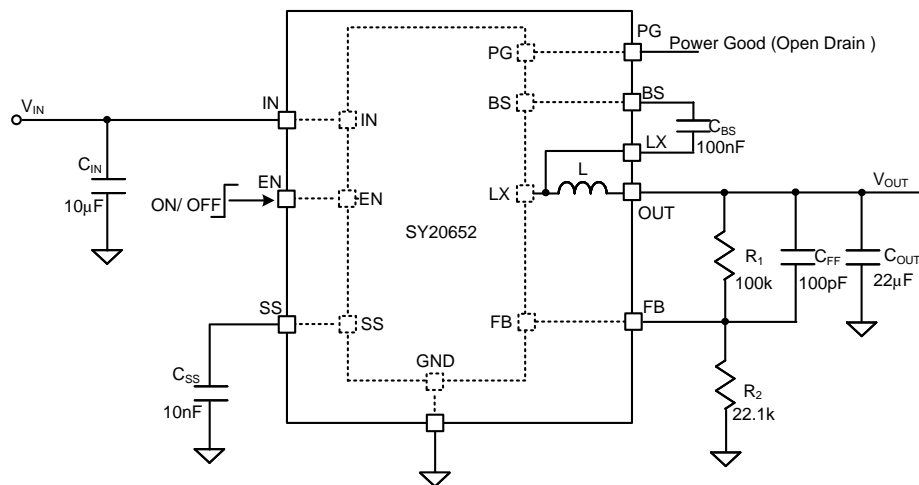 PG
PG
Power Good (Open Drain )
BS
BS
IN
V_IN
IN
C_BS
100nF
LX
C_IN
10μF
EN
ON/ OFF
EN
LX
L
OUT
V_OUT
SY20652
R_1
100k
C_FF
100pF
C_OUT
22μF
SS
SS
FB
FB
GND
C_SS
10nF
R_2
22.1k